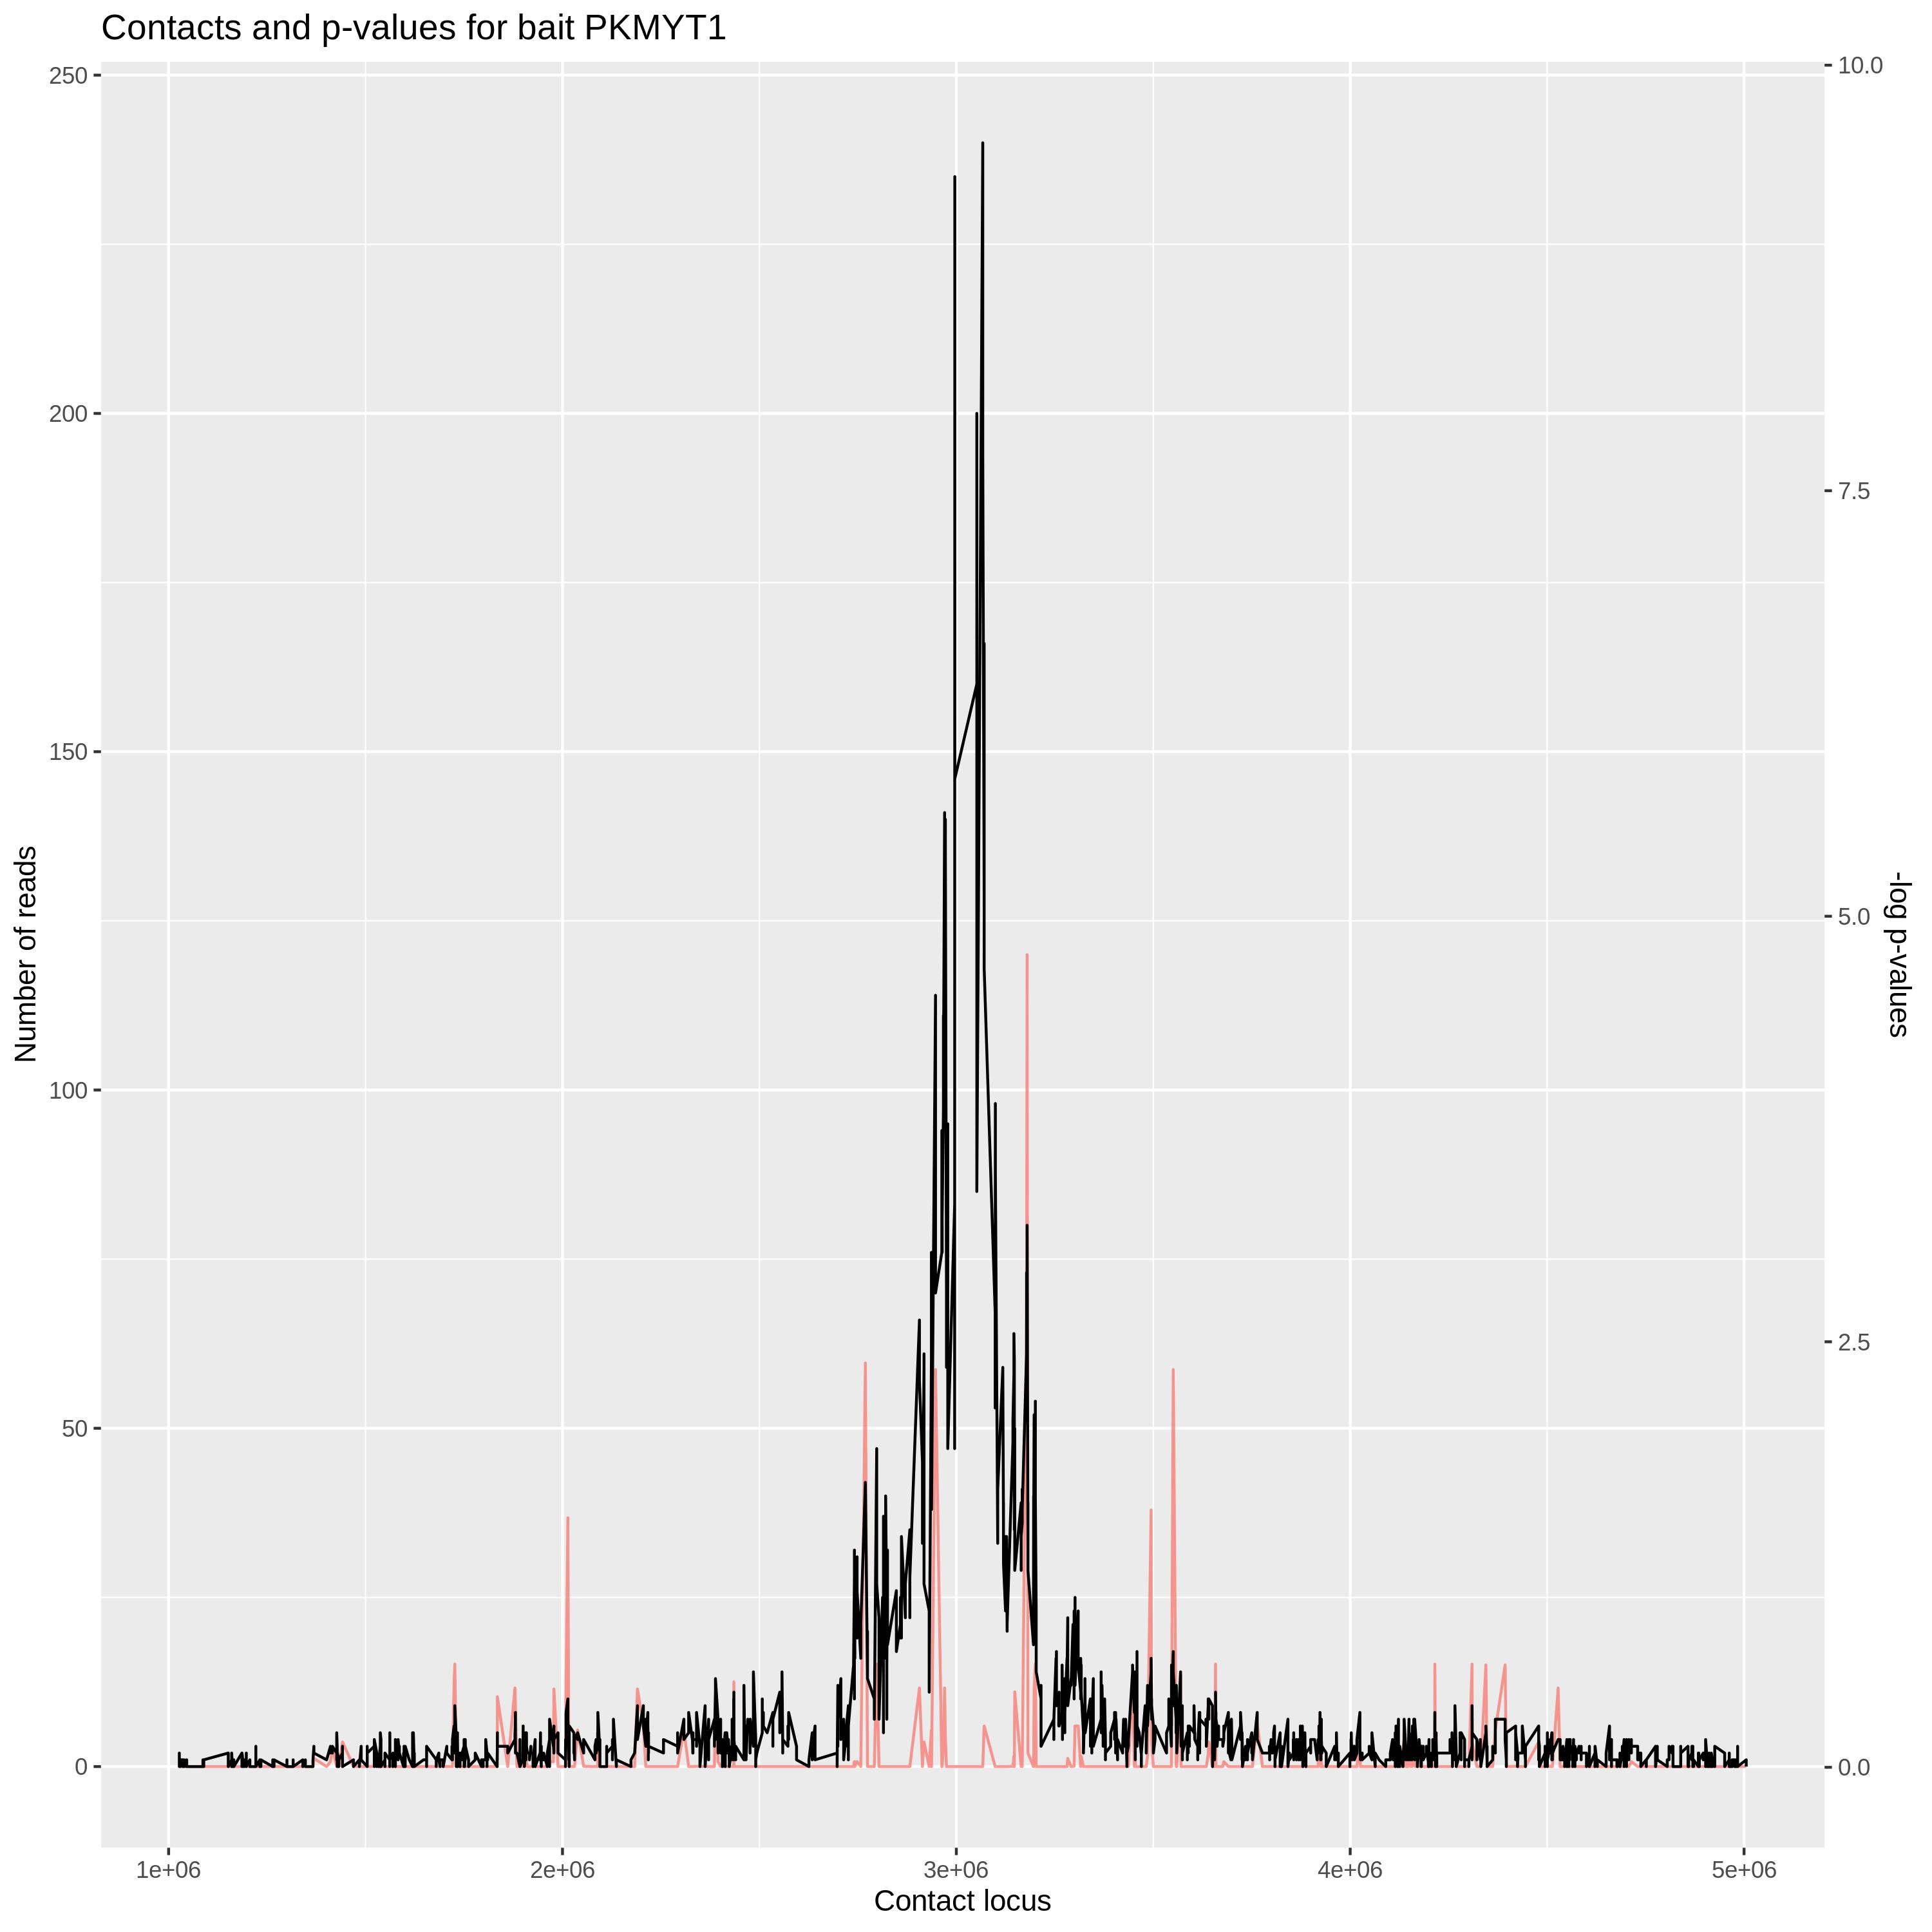 Contacts and p-values for bait PKMYT1
250
200
150
100
50
0
Number of reads
10.0
7.5
5.0
2.5
0.0
-log p-values
1e+06
2e+06
3e+06
4e+06
5e+06
Contact locus